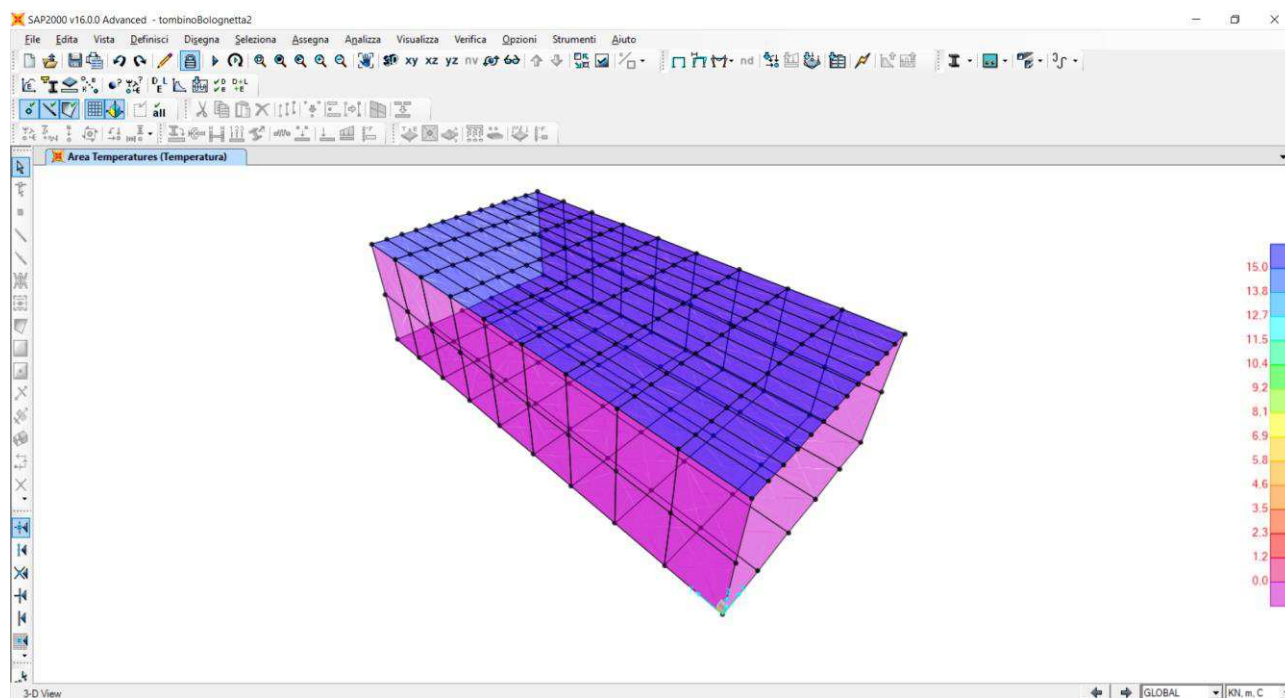 SAP2000 v16.0.0 Advanced - tombinoBolognetta2
File Edita Vista Definisci Disegna Seleziona Assegna Analizza Visualizza Verifica Opzioni Strumenti Aiuto
xy xz yz nv nd
all
Area Temperatures (Temperatura)
15.0
13.8
12.7
11.5
10.4
9.2
8.1
6.9
5.8
4.6
3.5
2.3
1.2
0.0
3-D View GLOBAL KN, m, C